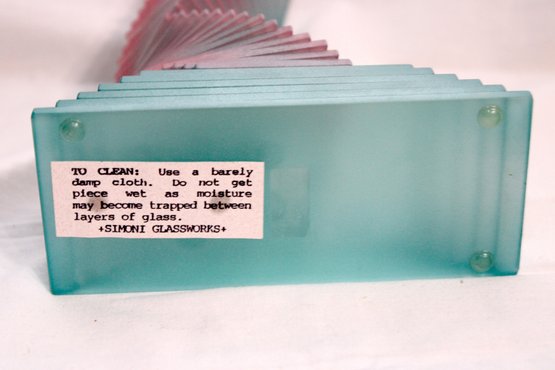 TO CLEAN: Use a barely
damp cloth. Do not get
piece wet as moisture
may become trapped between
layers of glass.
+SIMONI GLASSWORKS+